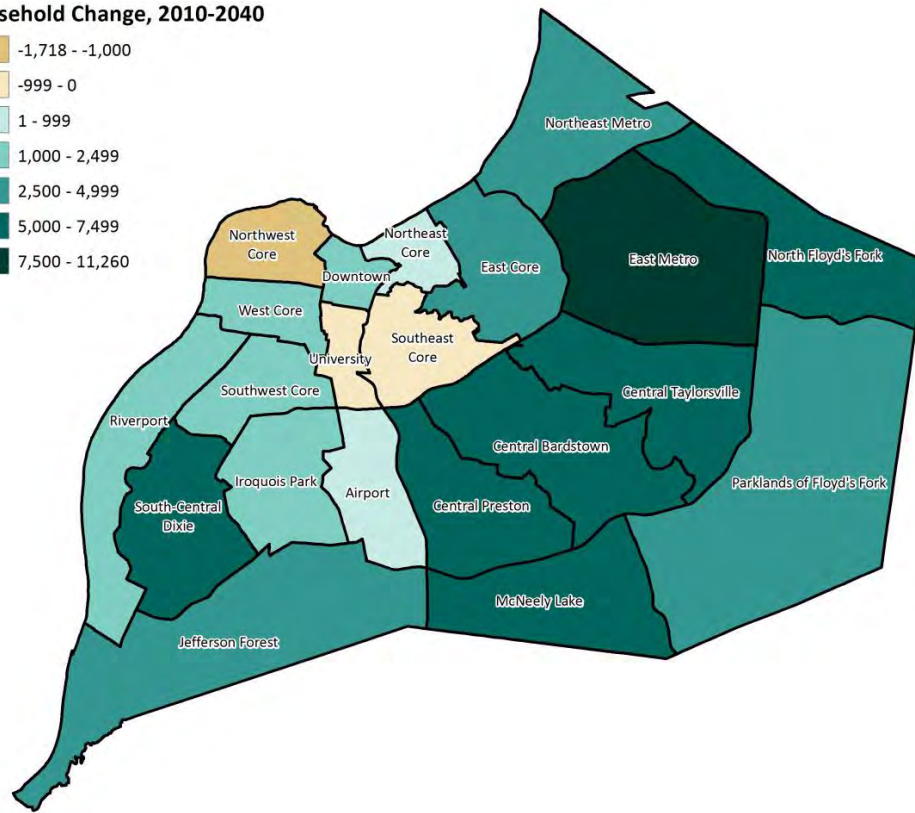 sehold Change, 2010-2040
-1,718 - -1,000
-999 - 0
1 - 999
1,000 - 2,499
2,500 - 4,999
5,000 - 7,499
7,500 - 11,260
Northeast Metro
Northwest
Core
Northeast
Core
Downtown
East Core
East Metro
North Floyd's Fork
West Core
University
Southeast
Core
Southwest Core
Central Taylorsville
Riverport
Central Bardstown
Iroquois Park
Airport
Parklands of Floyd's Fork
South-Central
Dixie
Central Preston
McNeely Lake
Jefferson Forest